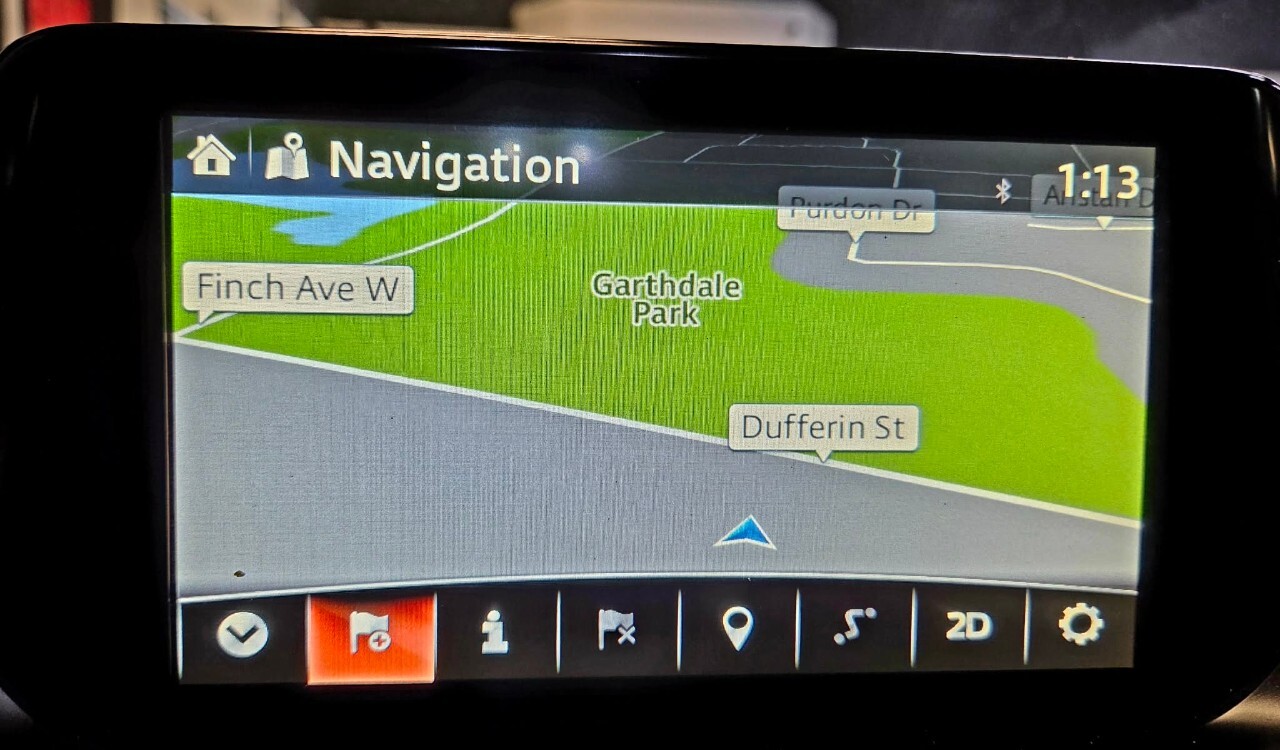 Navigation
1:13
Purdon Dr
Finch Ave W
Garthdale
Park
Dufferin St
2D